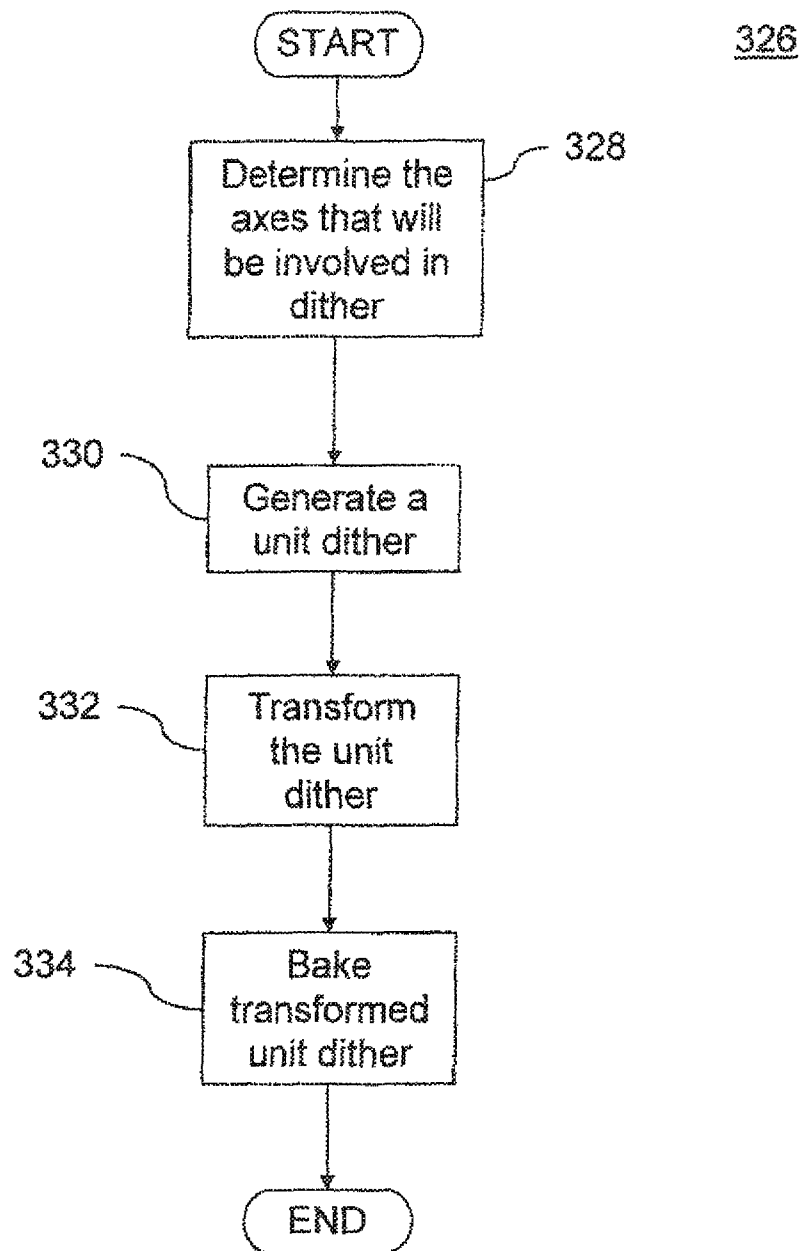 START
326
328
Determine the
axes that will
be involved in
dither
330
Generate a
unit dither
332
Transform
the unit
dither
334
Bake
transformed
unit dither
END